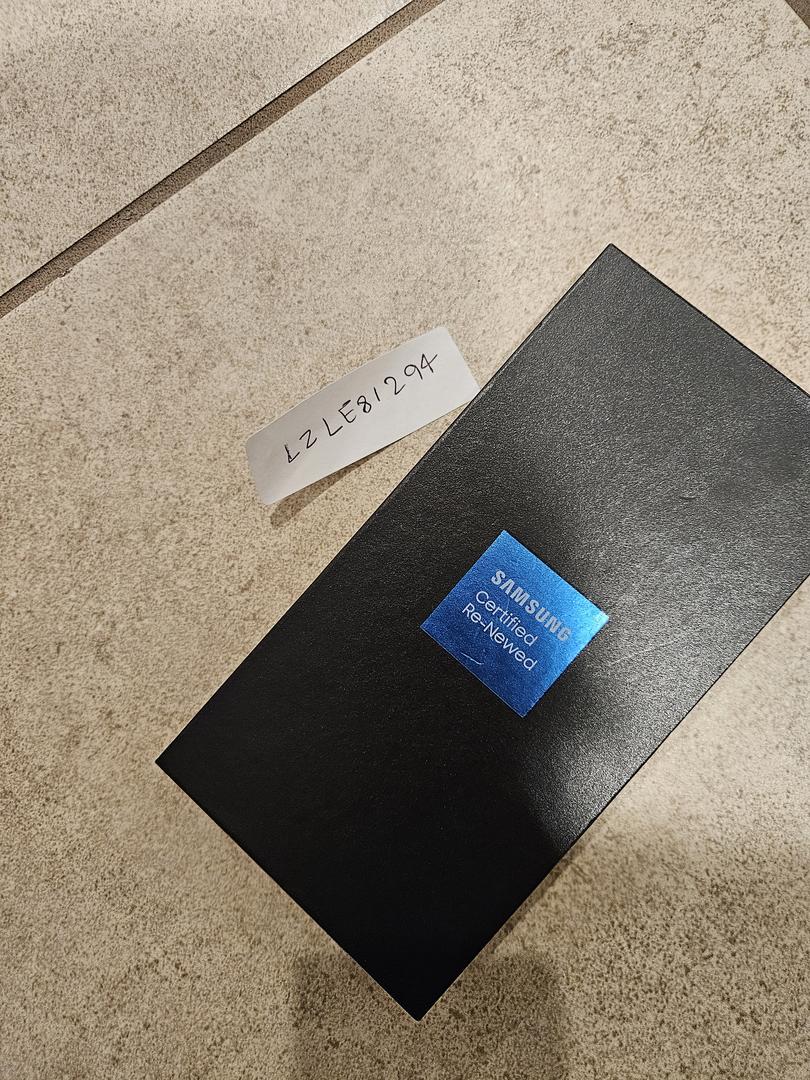 LZLE81294
SAMSUNG
Certified
Re-Newed